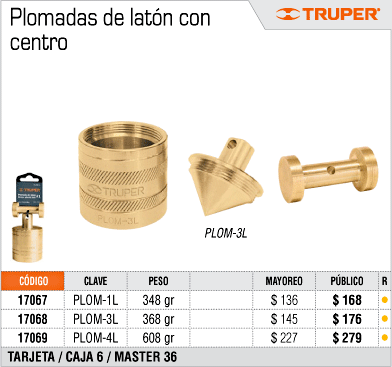 Plomadas de latón con
centro
TRUPER®
TRUPER
PLOM-3L
PLOM-3L
CÓDIGO CLAVE PESO MAYOREO PÚBLICO R
17067 PLOM-1L 348 gr $ 136 $ 168
17068 PLOM-3L 368 gr $ 145 $ 176
17069 PLOM-4L 608 gr $ 227 $ 279
TARJETA / CAJA 6 / MASTER 36